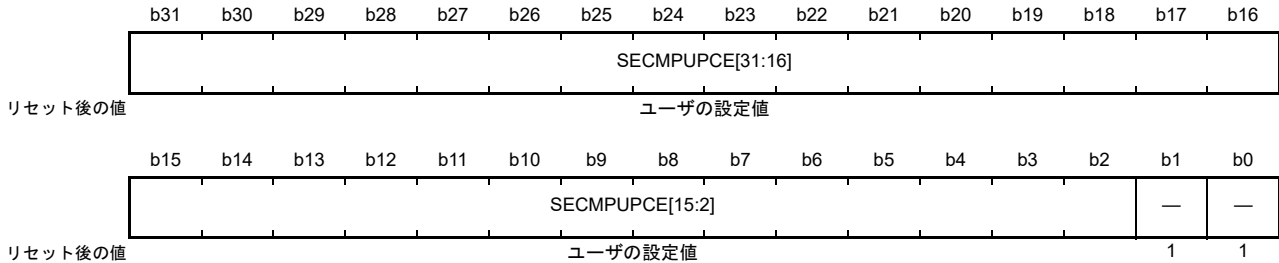 b31 b30 b29 b28 b27 b26 b25 b24 b23 b22 b21 b20 b19 b18 b17 b16
SECMPUPCE[31:16]
リセット後の値 ユーザの設定値
b15 b14 b13 b12 b11 b10 b9 b8 b7 b6 b5 b4 b3 b2 b1 b0
SECMPUPCE[15:2] — —
リセット後の値 ユーザの設定値 1 1